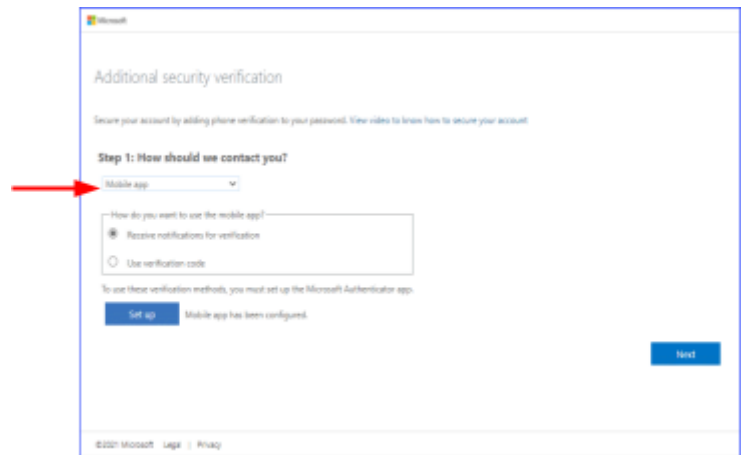 Microsoft
Additional security verification
Secure your account by adding phone verification to your password. View video to know how to secure your account
Step 1: How should we contact you?
Mobile app
How do you want to use the mobile app?
Receive notifications for verification
Use verification code
To use these verification methods, you must set up the Microsoft Authenticator app.
Set up Mobile app has been configured.
Next
©2021 Microsoft Legal | Privacy